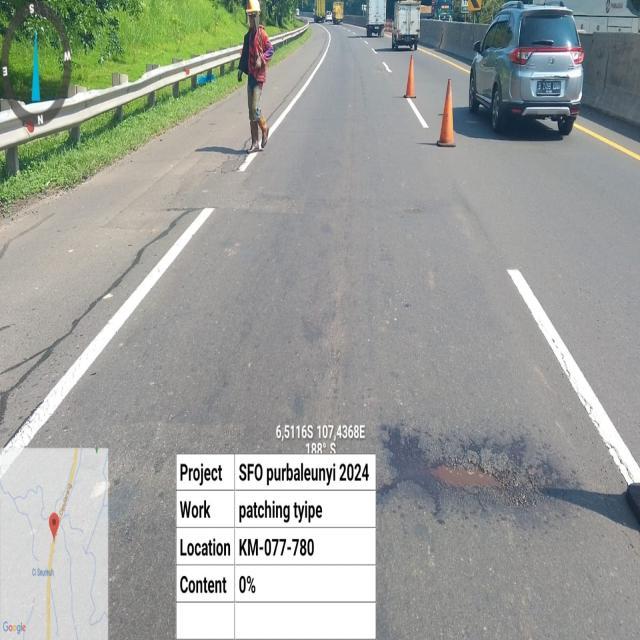 S
W
E
N
6,5116S 107,4368E
188° S
Project SFO purbaleunyi 2024
Work patching tyipe
Location KM-077-780
Content 0%
Google